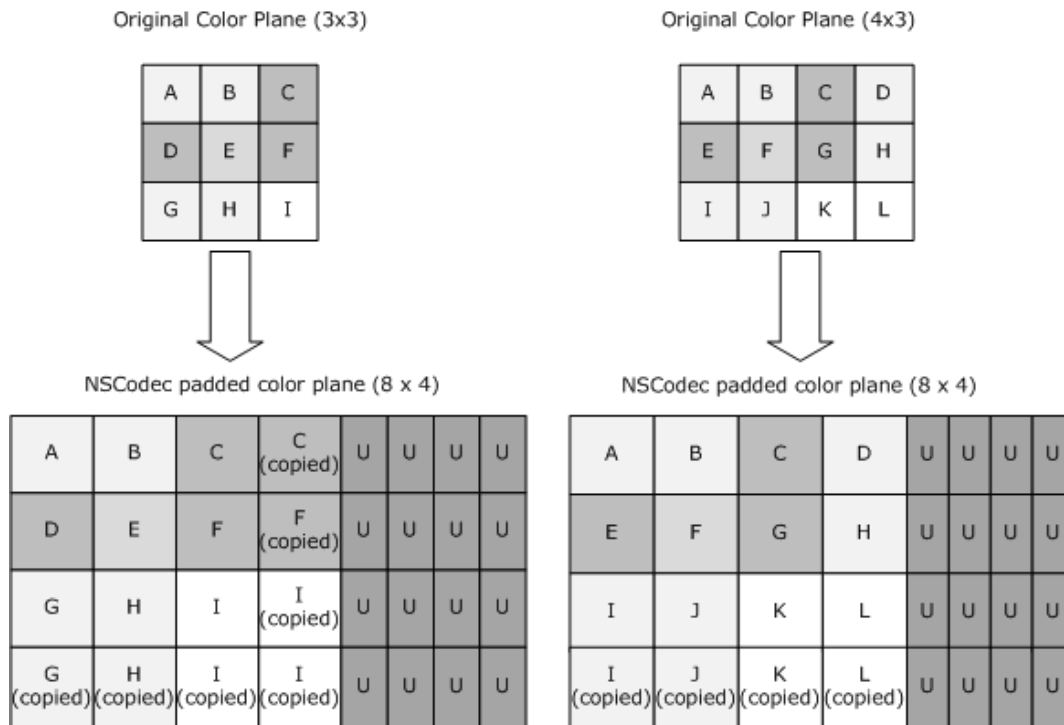 Original Color Plane (3x3)
A B C
D E F
G H I
NSCodec padded color plane (8 x 4)
A B C C (copied) U U U U
D E F F (copied) U U U U
G H I I (copied) U U U U
G (copied) H (copied) I (copied) I (copied) U U U U
Original Color Plane (4x3)
A B C D
E F G H
I J K L
NSCodec padded color plane (8 x 4)
A B C D U U U U
E F G H U U U U
I J K L U U U U
I (copied) J (copied) K (copied) L (copied) U U U U